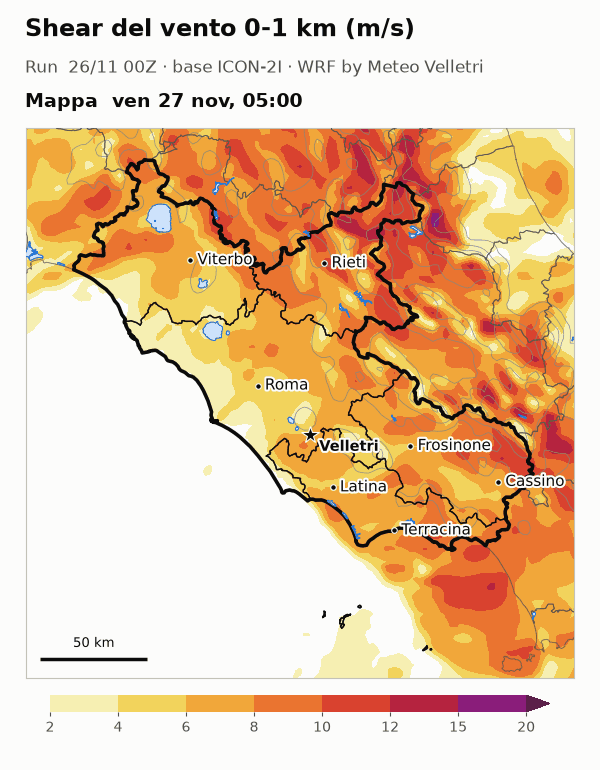 Shear del vento 0-1 km (m/s)
Run  26/11 00Z · base ICON-2I · WRF by Meteo Velletri
Mappa  ven 27 nov, 05:00
Viterbo
Rieti
Roma
Velletri
Frosinone
Latina
Cassino
Terracina
50 km
2 4 6 8 10 12 15 20